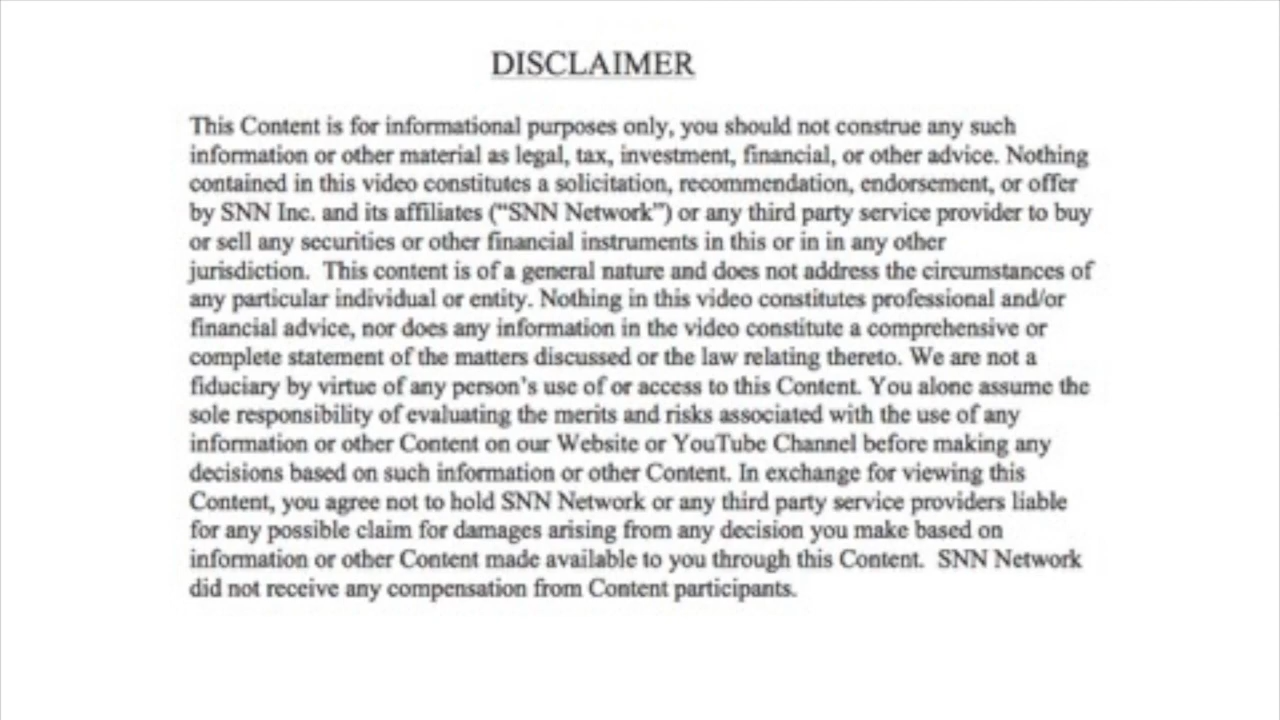 DISCLAIMER
This Content is for informational purposes only, you should not construe any such
information or other material as legal, tax, investment, financial, or other advice. Nothing
contained in this video constitutes a solicitation, recommendation, endorsement, or offer
by SNN Inc. and its affiliates (“SNN Network”) or any third party service provider to buy
or sell any securities or other financial instruments in this or in in any other
jurisdiction.  This content is of a general nature and does not address the circumstances of
any particular individual or entity. Nothing in this video constitutes professional and/or
financial advice, nor does any information in the video constitute a comprehensive or
complete statement of the matters discussed or the law relating thereto. We are not a
fiduciary by virtue of any person’s use of or access to this Content. You alone assume the
sole responsibility of evaluating the merits and risks associated with the use of any
information or other Content on our Website or YouTube Channel before making any
decisions based on such information or other Content. In exchange for viewing this
Content, you agree not to hold SNN Network or any third party service providers liable
for any possible claim for damages arising from any decision you make based on
information or other Content made available to you through this Content.  SNN Network
did not receive any compensation from Content participants.